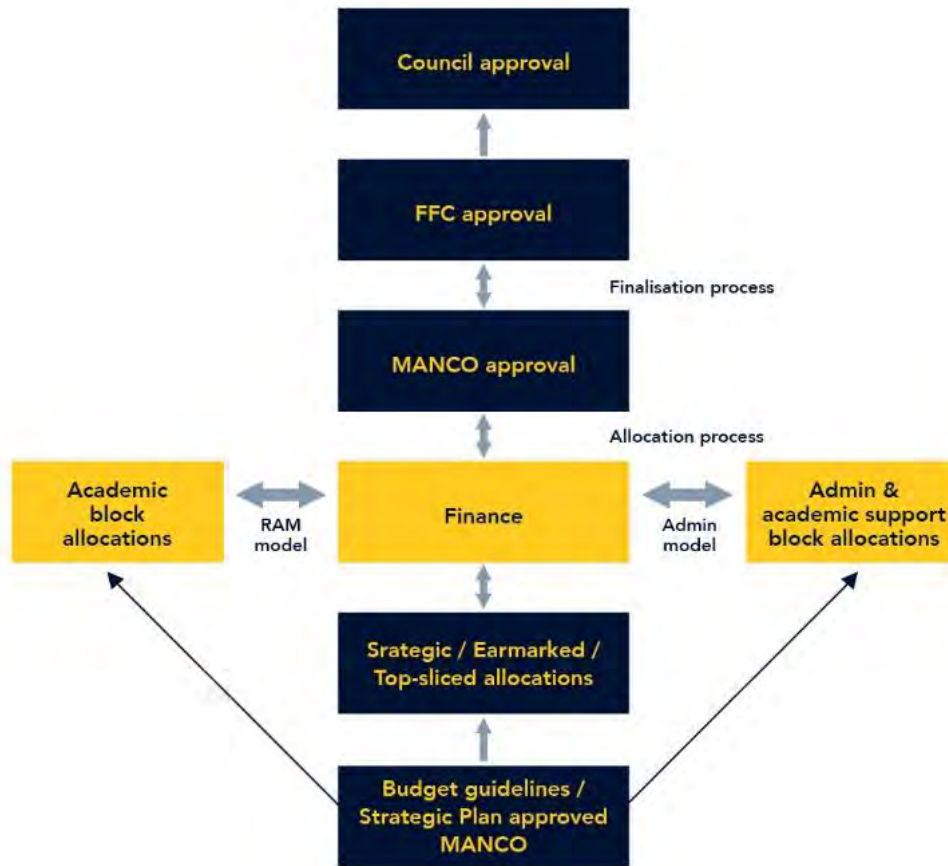 Council approval
FFC approval
Finalisation process
MANCO approval
Allocation process
Academic
block
allocations
RAM
model
Finance
Admin
model
Admin &
academic support
block allocations
Srategic / Earmarked /
Top-sliced allocations
Budget guidelines /
Strategic Plan approved
MANCO